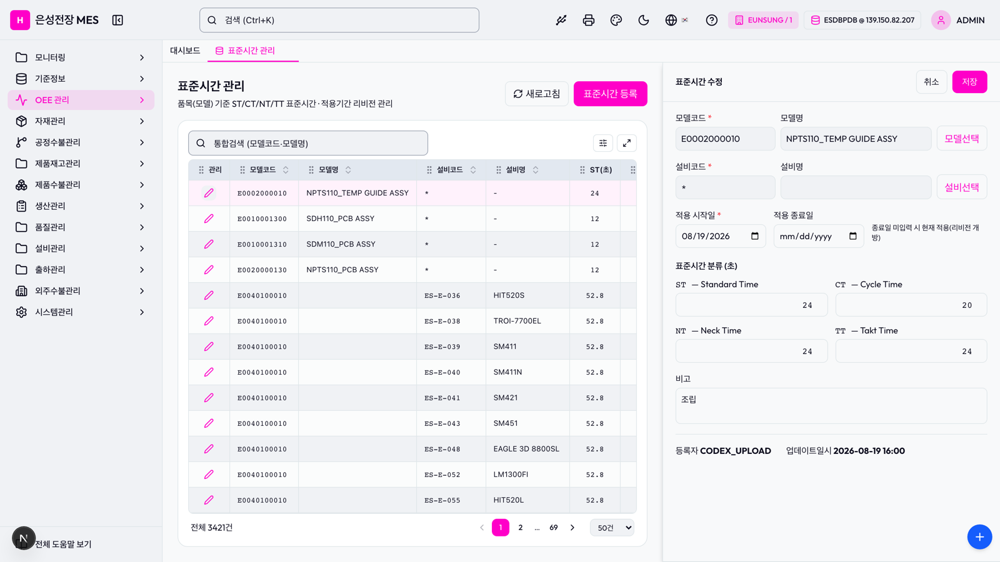 H 은성전장 MES
검색 (Ctrl+K)
EUNSUNG / 1
ESDBPDB @ 139.150.82.207
ADMIN
모니터링
기준정보
OEE 관리
자재관리
공정수불관리
제품재고관리
제품수불관리
생산관리
품질관리
설비관리
출하관리
외주수불관리
시스템관리
N
전체 도움말 보기
대시보드 표준시간 관리
표준시간 관리
품목(모델) 기준 ST/CT/NT/TT 표준시간 · 적용기간 리비전 관리
새로고침 표준시간 등록
통합검색 (모델코드·모델명)
관리 모델코드 모델명 설비코드 설비명 ST(초)
E0002000010 NPTS110_TEMP GUIDE ASSY * - 24
E0010001300 SDH110_PCB ASSY * - 12
E0010001310 SDM110_PCB ASSY * - 12
E0020000130 NPTS110_PCB ASSY * - 12
E0040100010 ES-E-036 HIT520S 52.8
E0040100010 ES-E-038 TROI-7700EL 52.8
E0040100010 ES-E-039 SM411 52.8
E0040100010 ES-E-040 SM411N 52.8
E0040100010 ES-E-041 SM421 52.8
E0040100010 ES-E-043 SM451 52.8
E0040100010 ES-E-048 EAGLE 3D 8800SL 52.8
E0040100010 ES-E-052 LM1300FI 52.8
E0040100010 ES-E-055 HIT520L 52.8
전체 3421건
1 2 ... 69 50건
표준시간 수정 취소 저장
모델코드 * 모델명
E0002000010 NPTS110_TEMP GUIDE ASSY 모델선택
설비코드 * 설비명
* 설비선택
적용 시작일 * 적용 종료일
08/19/2026 mm/dd/yyyy
종료일 미입력 시 현재 적용(리비전 개
방)
표준시간 분류 (초)
ST — Standard Time CT — Cycle Time
24 20
NT — Neck Time TT — Takt Time
24 24
비고
조립
등록자 CODEX_UPLOAD 업데이트일시 2026-08-19 16:00